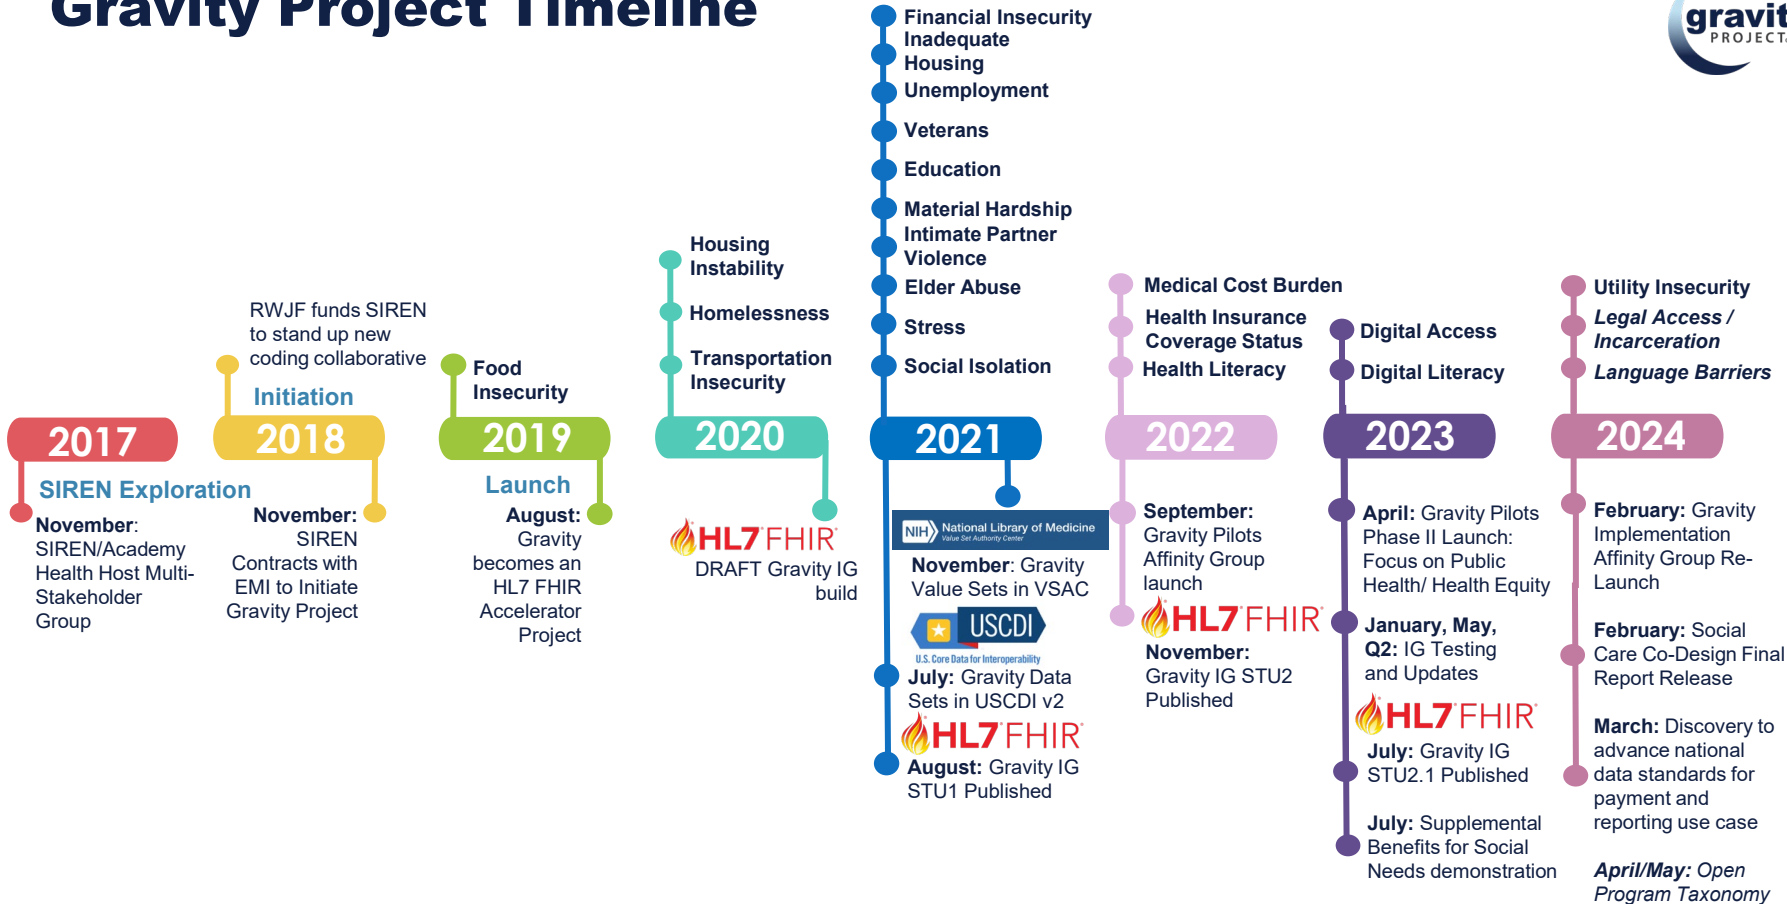 Gravity Project Timeline
gravit
PROJECT
RWJF funds SIREN
to stand up new
coding collaborative
Initiation
Food
Insecurity
Housing
Instability
Homelessness
Transportation
Insecurity
Financial Insecurity
Inadequate
Housing
Unemployment
Veterans
Education
Material Hardship
Intimate Partner
Violence
Elder Abuse
Stress
Social Isolation
Medical Cost Burden
Health Insurance
Coverage Status
Health Literacy
Digital Access
Digital Literacy
Utility Insecurity
Legal Access /
Incarceration
Language Barriers
2017
2018
2019
2020
2021
2022
2023
2024
SIREN Exploration
November:
SIREN/Academy
Health Host Multi-
Stakeholder
Group
November:
SIREN
Contracts with
EMI to Initiate
Gravity Project
Launch
August:
Gravity
becomes an
HL7 FHIR
Accelerator
Project
HL7 FHIR
DRAFT Gravity IG
build
NIH National Library of Medicine
Value Set Authority Center
November: Gravity
Value Sets in VSAC
USCDI
U.S. Core Data for Interoperability
July: Gravity Data
Sets in USCDI v2
HL7 FHIR
August: Gravity IG
STU1 Published
September:
Gravity Pilots
Affinity Group
launch
HL7 FHIR
November:
Gravity IG STU2
Published
April: Gravity Pilots
Phase II Launch:
Focus on Public
Health/ Health Equity
January, May,
Q2: IG Testing
and Updates
HL7 FHIR
July: Gravity IG
STU2.1 Published
July: Supplemental
Benefits for Social
Needs demonstration
February: Gravity
Implementation
Affinity Group Re-
Launch
February: Social
Care Co-Design Final
Report Release
March: Discovery to
advance national
data standards for
payment and
reporting use case
April/May: Open
Program Taxonomy